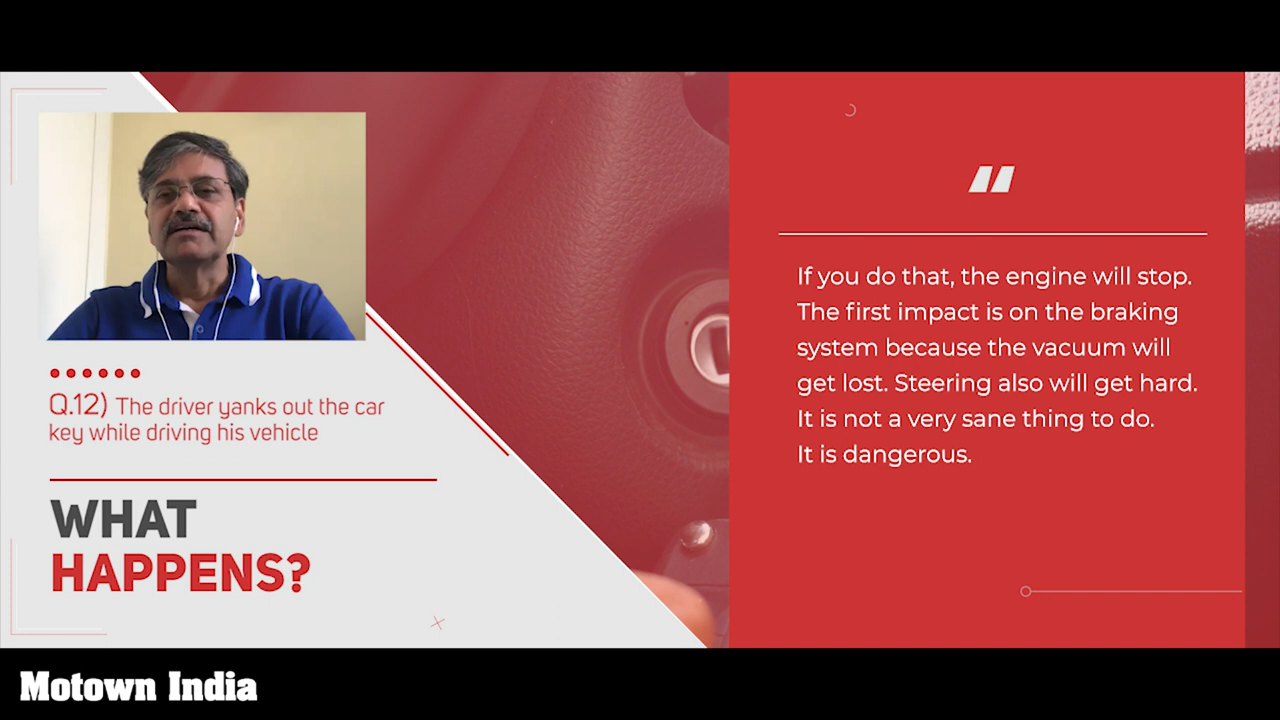 Q.12) The driver yanks out the car
key while driving his vehicle
WHAT
HAPPENS?
If you do that, the engine will stop.
The first impact is on the braking
system because the vacuum will
get lost. Steering also will get hard.
It is not a very sane thing to do.
It is dangerous.
Motown India